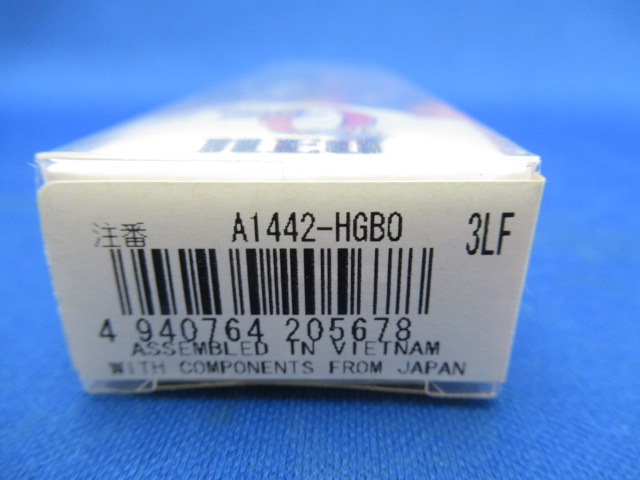 注番 A1442-HGBO 3LF
4 940764 205678
ASSEMBLED IN VIETNAM
WITH COMPONENTS FROM JAPAN